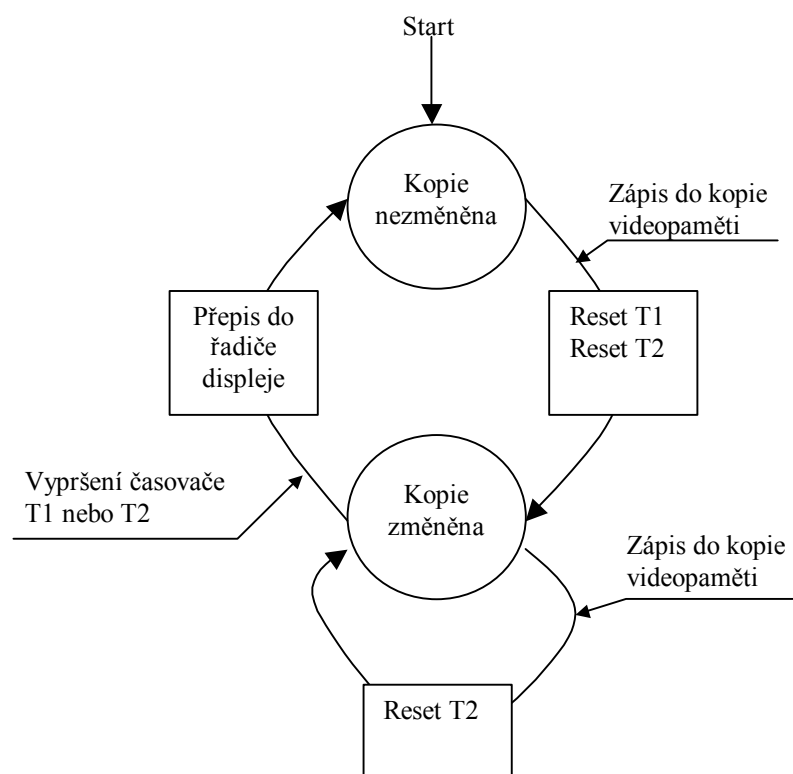 Start
Kopie
nezměněna
Zápis do kopie
videopaměti
Přepis do
řadiče
displeje
Reset T1
Reset T2
Vypršení časovače
T1 nebo T2
Kopie
změněna
Zápis do kopie
videopaměti
Reset T2